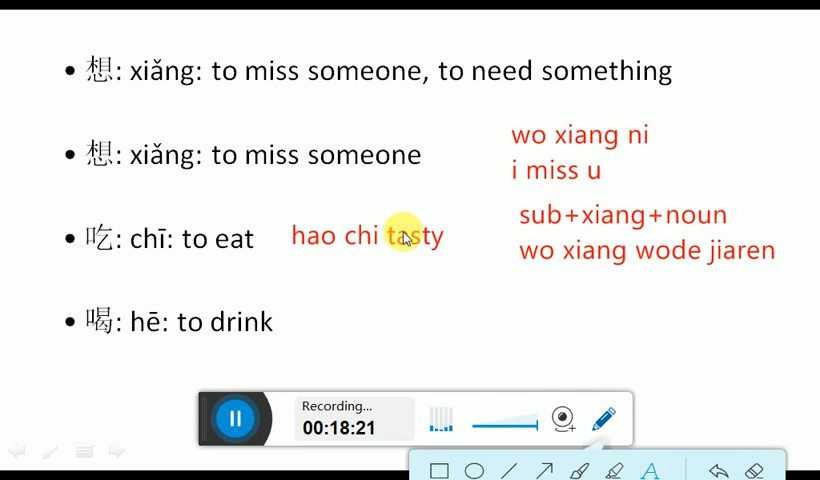 • 想: xiǎng: to miss someone, to need something
• 想: xiǎng: to miss someone
wo xiang ni
i miss u
sub+xiang+noun
wo xiang wode jiaren
• 吃: chī: to eat
hao chi tasty
• 喝: hē: to drink
Recording...
00:18:21
A